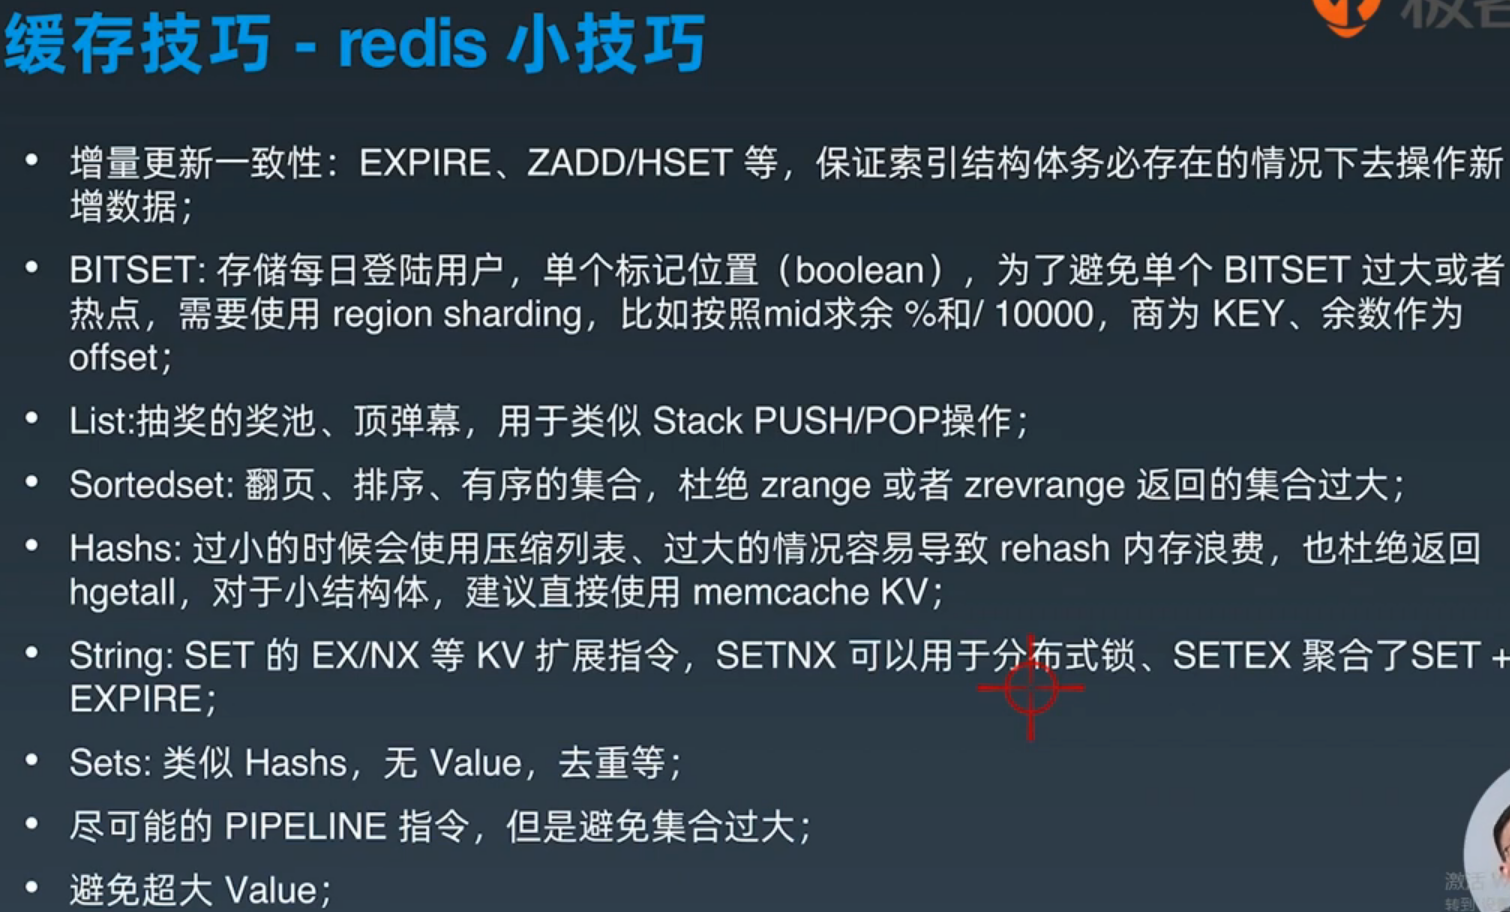 缓存技巧 - redis 小技巧
极客
• 增量更新一致性：EXPIRE、ZADD/HSET 等，保证索引结构体务必存在的情况下去操作新
增数据；
• BITSET: 存储每日登陆用户，单个标记位置（boolean），为了避免单个 BITSET 过大或者
热点，需要使用 region sharding，比如按照mid求余 %和/ 10000，商为 KEY、余数作为
offset；
• List:抽奖的奖池、顶弹幕，用于类似 Stack PUSH/POP操作；
• Sortedset: 翻页、排序、有序的集合，杜绝 zrange 或者 zrevrange 返回的集合过大；
• Hashs: 过小的时候会使用压缩列表、过大的情况容易导致 rehash 内存浪费，也杜绝返回
hgetall，对于小结构体，建议直接使用 memcache KV；
• String: SET 的 EX/NX 等 KV 扩展指令，SETNX 可以用于分布式锁、SETEX 聚合了SET +
EXPIRE；
• Sets: 类似 Hashs，无 Value，去重等；
• 尽可能的 PIPELINE 指令，但是避免集合过大；
• 避免超大 Value；
激活
转到